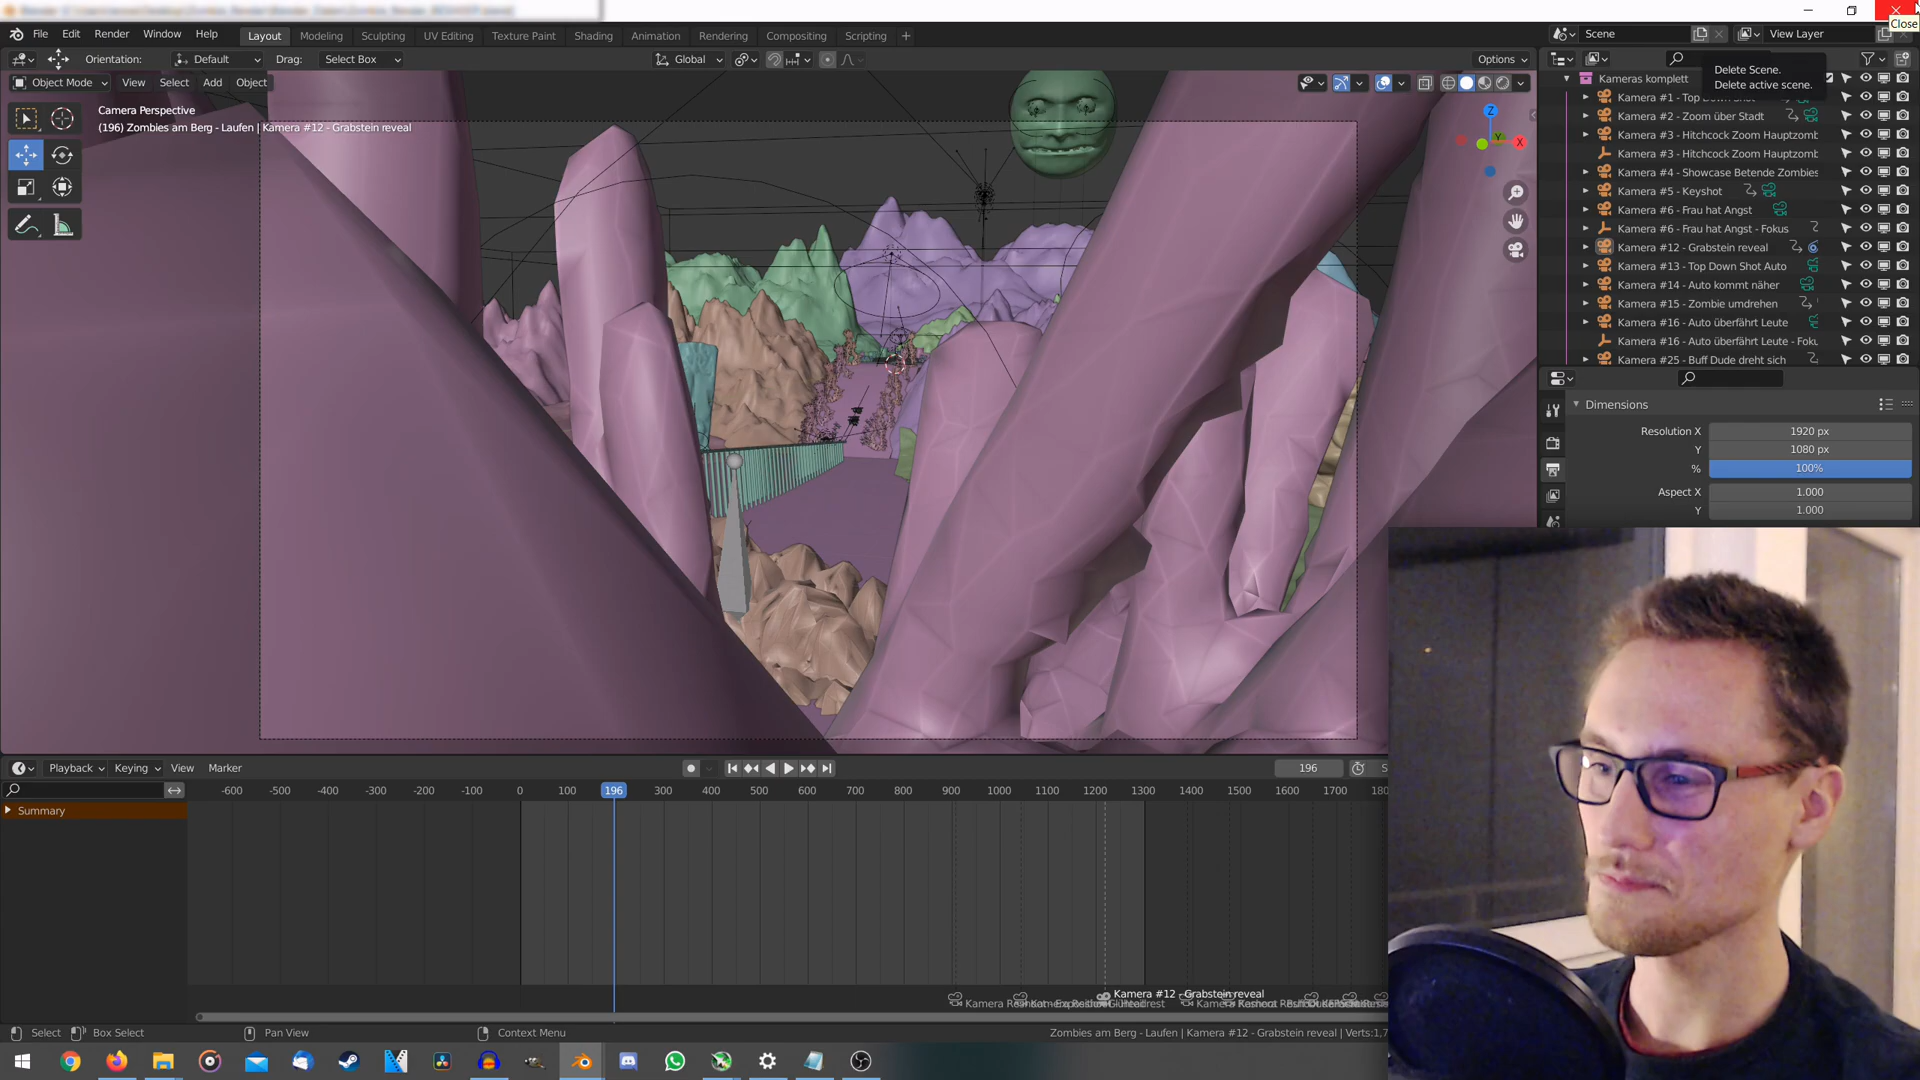 Close
File Edit Render Window Help
Layout Modeling Sculpting UV Editing Texture Paint Shading Animation Rendering Compositing Scripting +
Scene
View Layer
Orientation: Default Drag: Select Box
Global
Options
Object Mode View Select Add Object
Delete Scene.
Delete active scene.
Camera Perspective
(196) Zombies am Berg - Laufen | Kamera #12 - Grabstein reveal
Z
Y
X
Kameras komplett
Kamera #1 - Top Down Shot
Kamera #2 - Zoom über Stadt
Kamera #3 - Hitchcock Zoom Hauptzomb
Kamera #3 - Hitchcock Zoom Hauptzomb
Kamera #4 - Showcase Betende Zombies
Kamera #5 - Keyshot
Kamera #6 - Frau hat Angst
Kamera #6 - Frau hat Angst - Fokus
Kamera #12 - Grabstein reveal
Kamera #13 - Top Down Shot Auto
Kamera #14 - Auto kommt näher
Kamera #15 - Zombie umdrehen
Kamera #16 - Auto überfährt Leute
Kamera #16 - Auto überfährt Leute - Foku
Kamera #25 - Buff Dude dreht sich
Dimensions
Resolution X 1920 px
Y 1080 px
% 100%
Aspect X 1.000
Y 1.000
Playback Keying View Marker
196
S
-600 -500 -400 -300 -200 -100 0 100 196 300 400 500 600 700 800 900 1000 1100 1200 1300 1400 1500 1600 1700 180
Summary
Kamera #12 - Grabstein reveal
Select Box Select Pan View Context Menu
Zombies am Berg - Laufen | Kamera #12 - Grabstein reveal | Verts:1,7